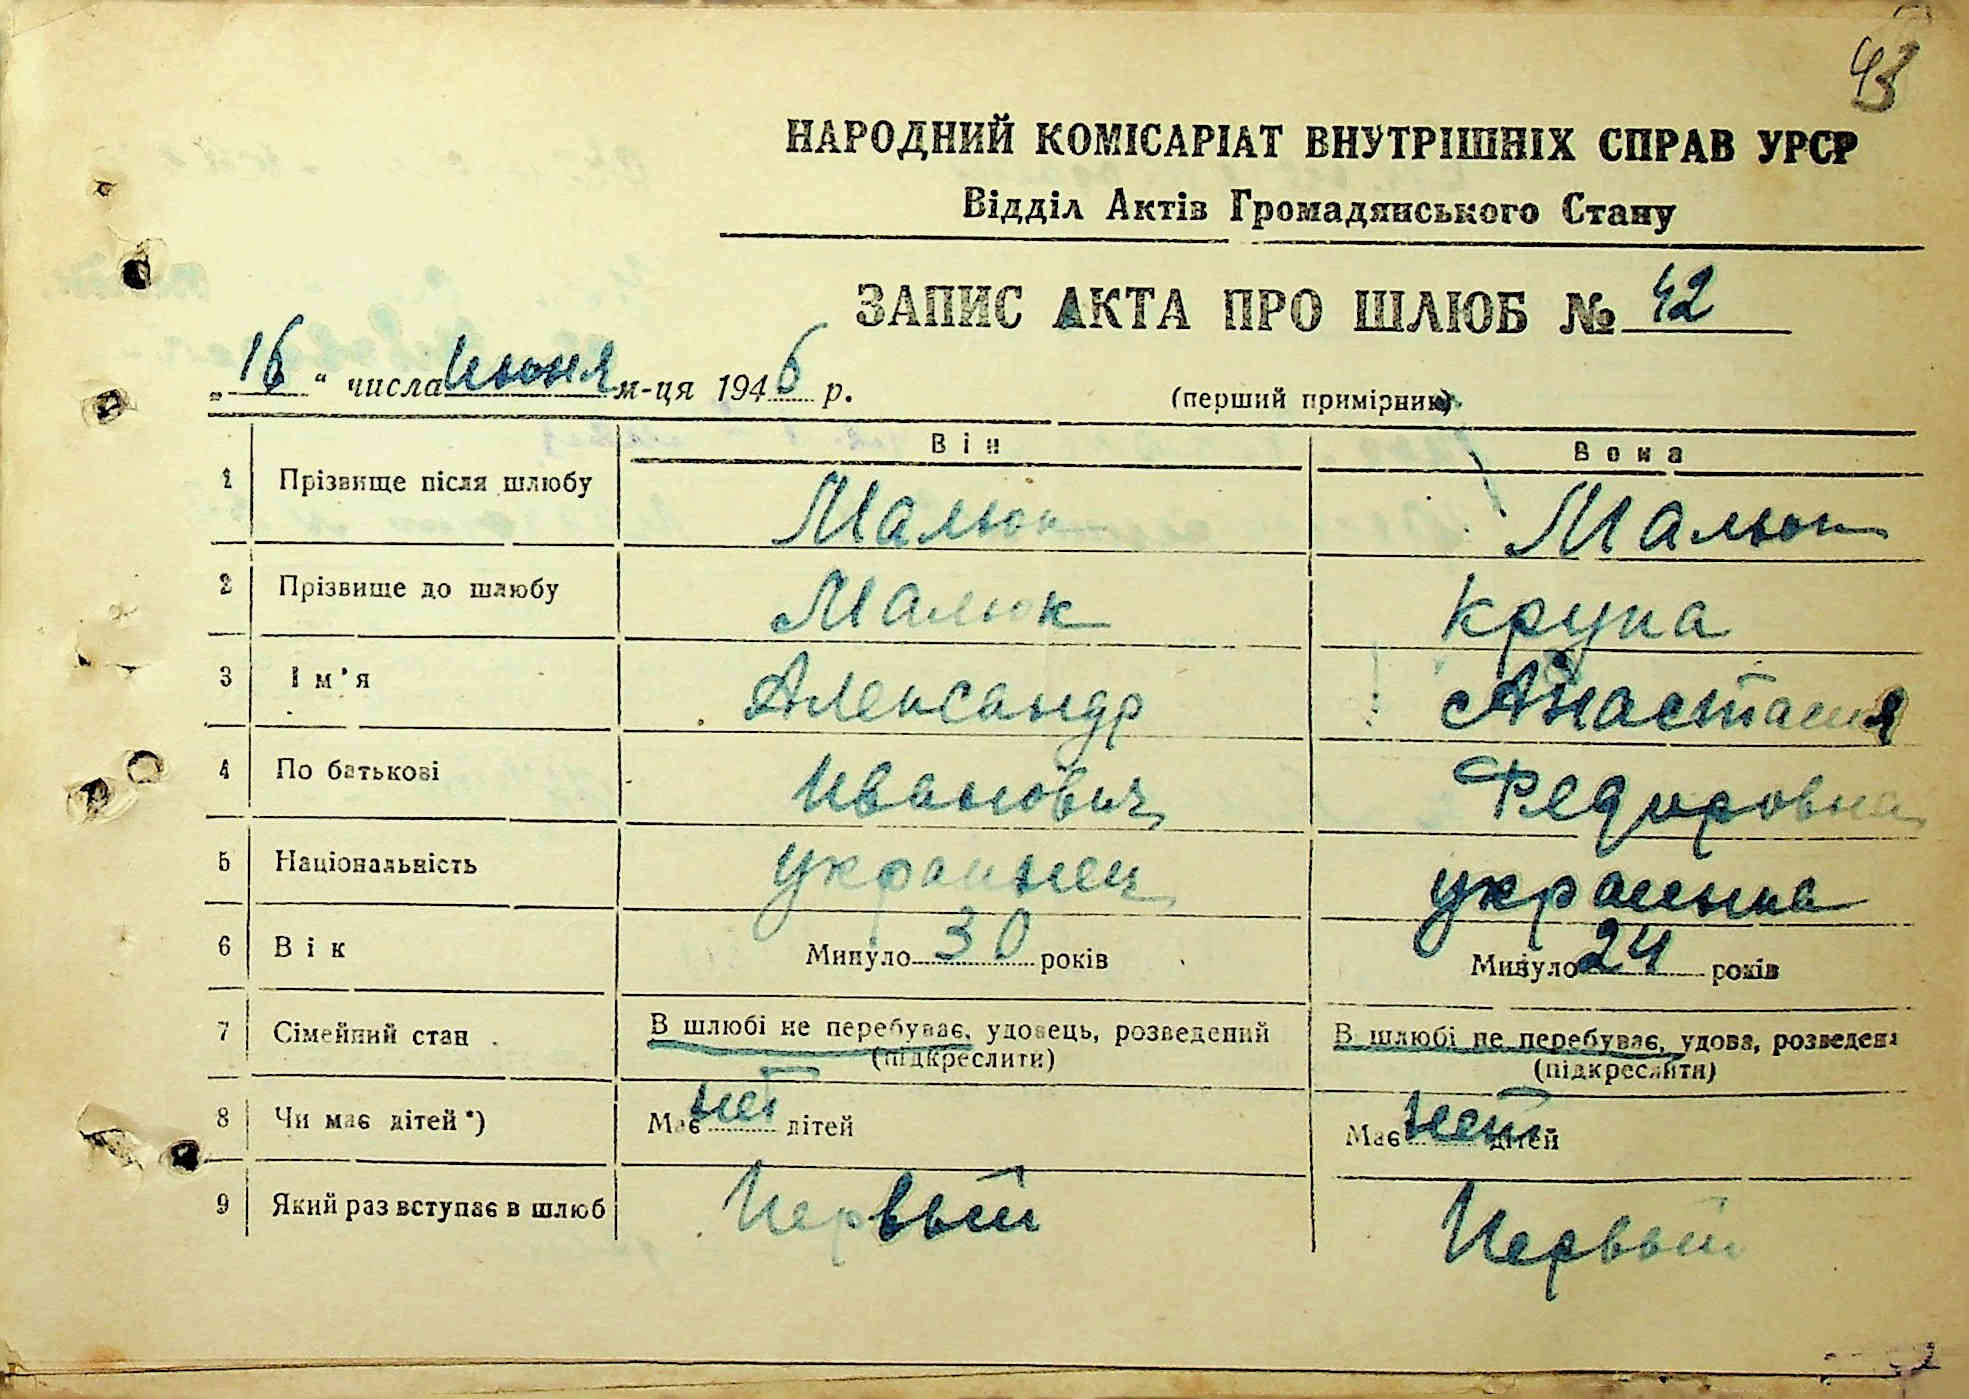 43
НАРОДНИЙ КОМІСАРІАТ ВНУТРІШНІХ СПРАВ УРСР
Відділ Актів Громадянського Стану
ЗАПИС АКТА ПРО ШЛЮБ № 42
„16“ числа июня м-ця 1946 р. (перший примірник)
Він Вона
1 Прізвище після шлюбу Малюк Малюк
2 Прізвище до шлюбу Малюк Крупа
3 Ім’я Александр Анастасия
4 По батькові Иванович Федоровна
5 Національність украинец украинка
6 Вік Минуло 30 років Минуло 24 років
7 Сімейний стан В шлюбі не перебуває, удовець, розведений В шлюбі не перебуває, удова, розведена
(підкреслити) (підкреслити)
8 Чи має дітей *) Має нет дітей Має нет дітей
9 Який раз вступає в шлюб Первый Первый